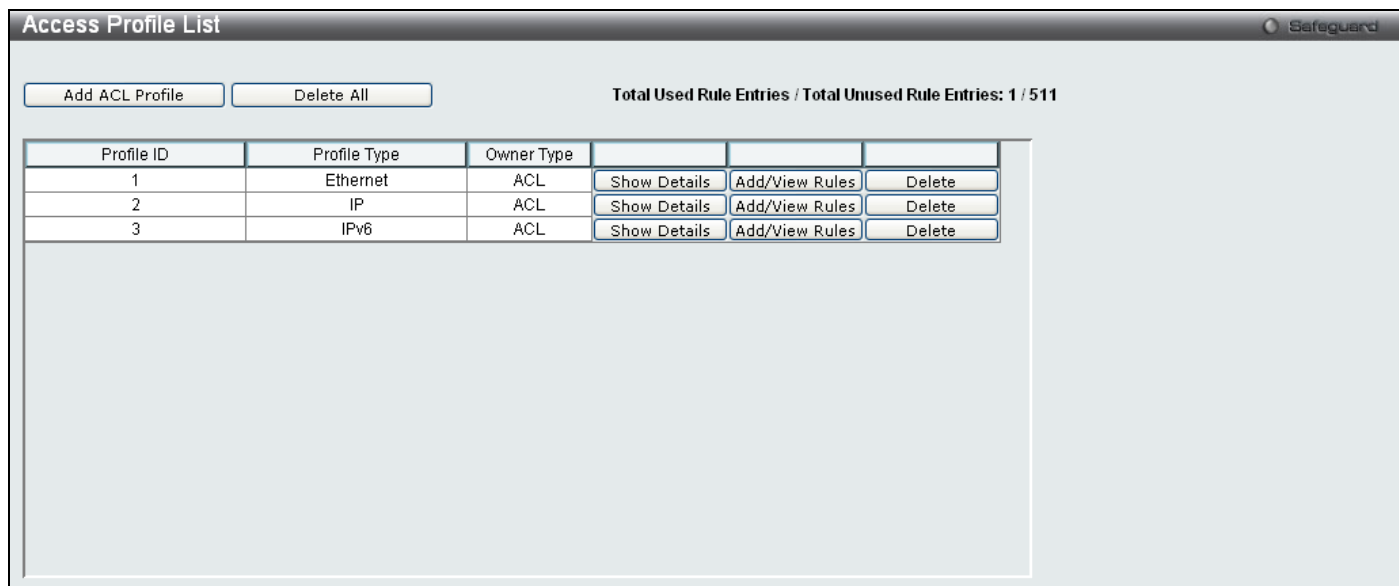 Access Profile List
Safeguard
Add ACL Profile Delete All Total Used Rule Entries / Total Unused Rule Entries: 1 / 511
Profile ID Profile Type Owner Type
1 Ethernet ACL Show Details Add/View Rules Delete
2 IP ACL Show Details Add/View Rules Delete
3 IPv6 ACL Show Details Add/View Rules Delete